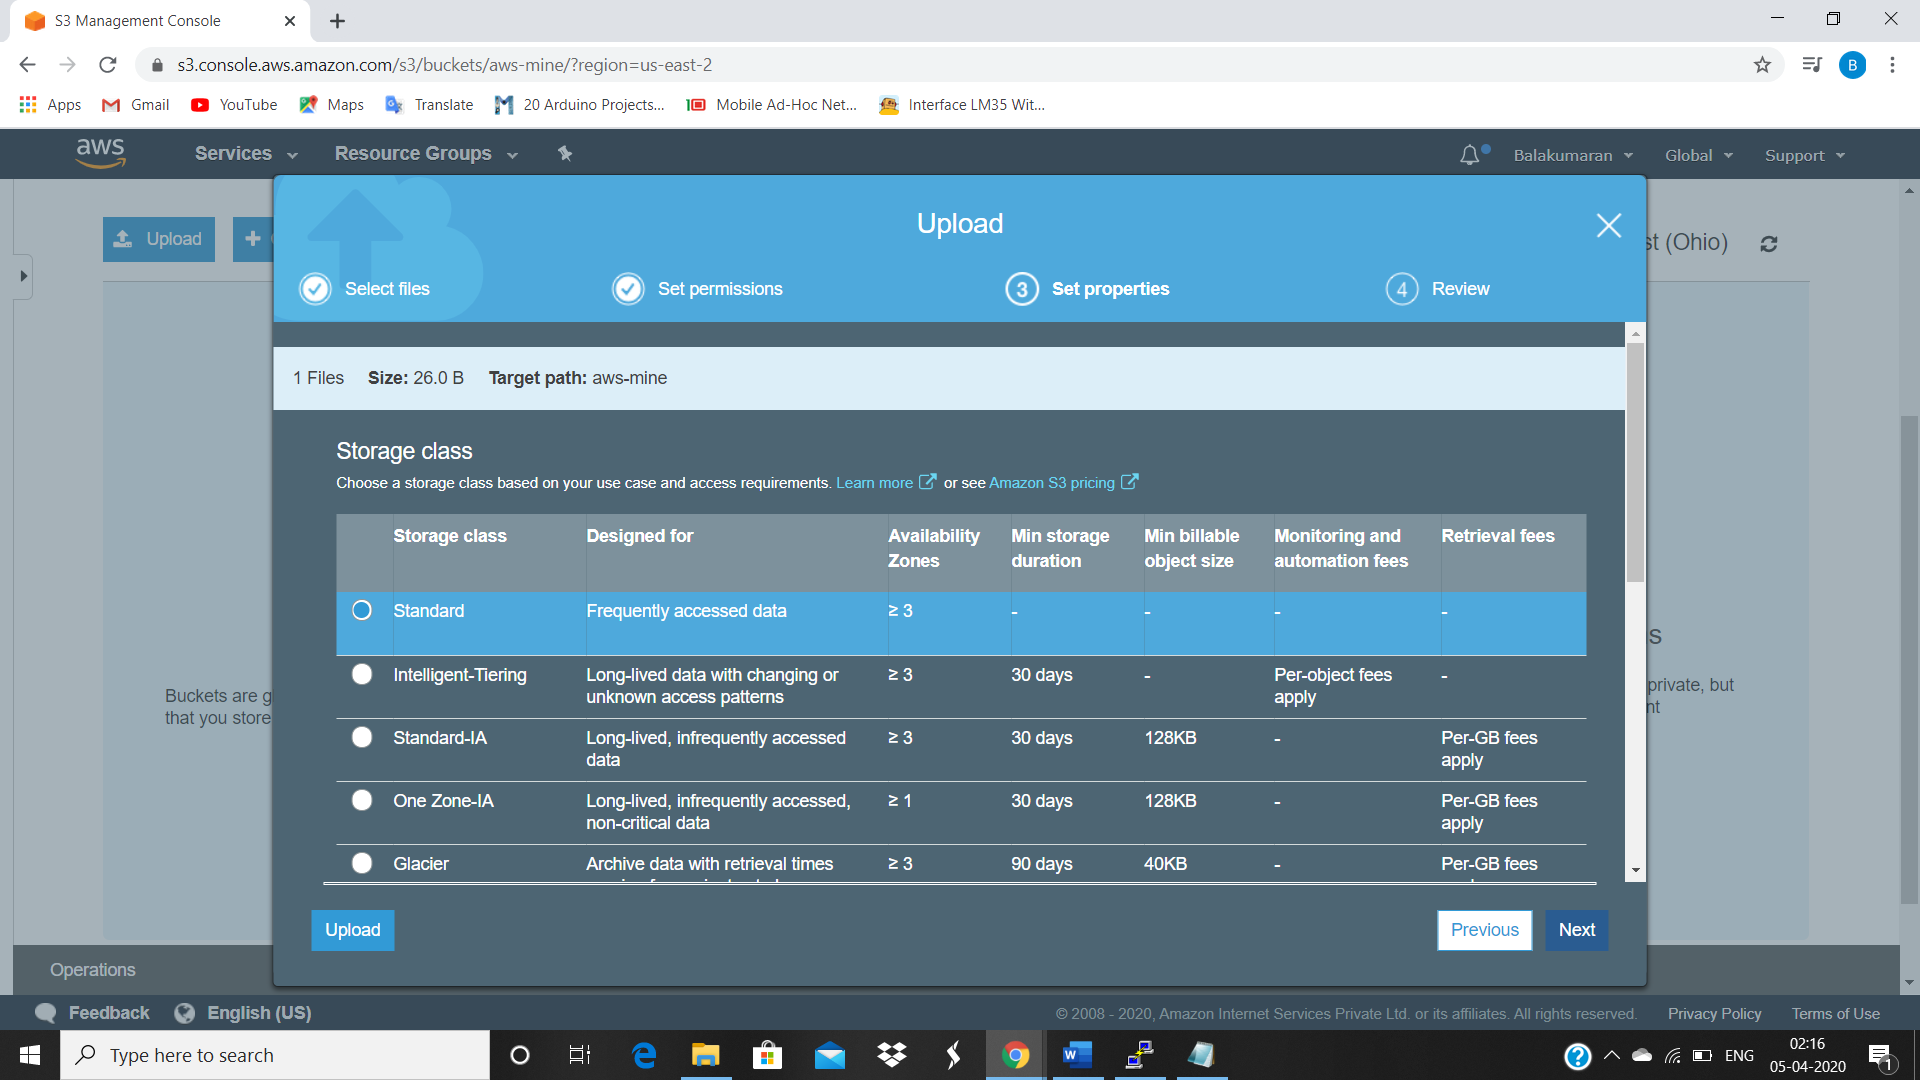 S3 Management Console
s3.console.aws.amazon.com/s3/buckets/aws-mine/?region=us-east-2
B
Apps Gmail YouTube Maps Translate 20 Arduino Projects... Mobile Ad-Hoc Net... Interface LM35 Wit...
aws Services Resource Groups Balakumaran Global Support
Upload
Upload
st (Ohio)
Select files Set permissions 3 Set properties 4 Review
1 Files Size: 26.0 B Target path: aws-mine
Storage class
Choose a storage class based on your use case and access requirements. Learn more or see Amazon S3 pricing
Storage class Designed for Availability Zones Min storage duration Min billable object size Monitoring and automation fees Retrieval fees
Standard Frequently accessed data ≥ 3 - - - -
Intelligent-Tiering Long-lived data with changing or unknown access patterns ≥ 3 30 days - Per-object fees apply -
Standard-IA Long-lived, infrequently accessed data ≥ 3 30 days 128KB - Per-GB fees apply
One Zone-IA Long-lived, infrequently accessed, non-critical data ≥ 1 30 days 128KB - Per-GB fees apply
Glacier Archive data with retrieval times ≥ 3 90 days 40KB - Per-GB fees
Buckets are g
that you store
s
private, but
nt
Upload Previous Next
Operations
Feedback English (US) © 2008 - 2020, Amazon Internet Services Private Ltd. or its affiliates. All rights reserved. Privacy Policy Terms of Use
Type here to search
W
ENG
02:16
05-04-2020
1